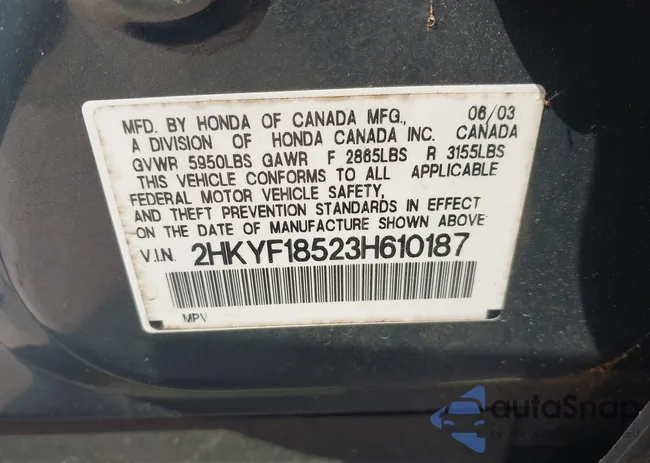 MFD. BY HONDA OF CANADA MFG., 06/03
A DIVISION OF HONDA CANADA INC. CANADA
GVWR 5950LBS GAWR F 2865LBS R 3155LBS
THIS VEHICLE CONFORMS TO ALL APPLICABLE
FEDERAL MOTOR VEHICLE SAFETY,
AND THEFT PREVENTION STANDARDS IN EFFECT
ON THE DATE OF MANUFACTURE SHOWN ABOVE
V.I.N. 2HKYF18523H610187
MPV
autoSnap